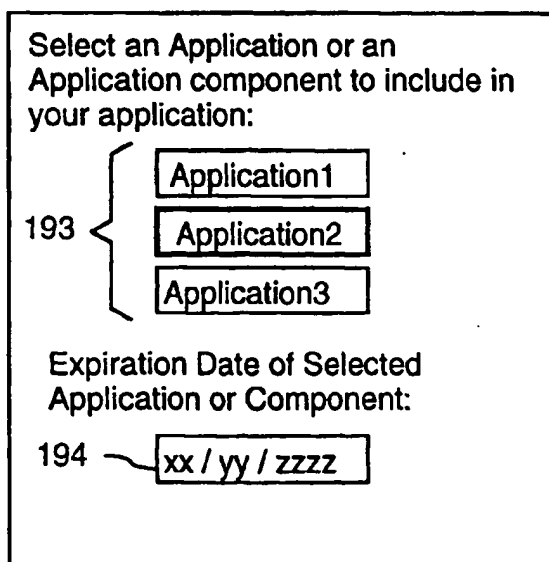 Select an Application or an
Application component to include in
your application:
Application1
193
Application2
Application3
Expiration Date of Selected
Application or Component:
194
xx / yy / zzzz